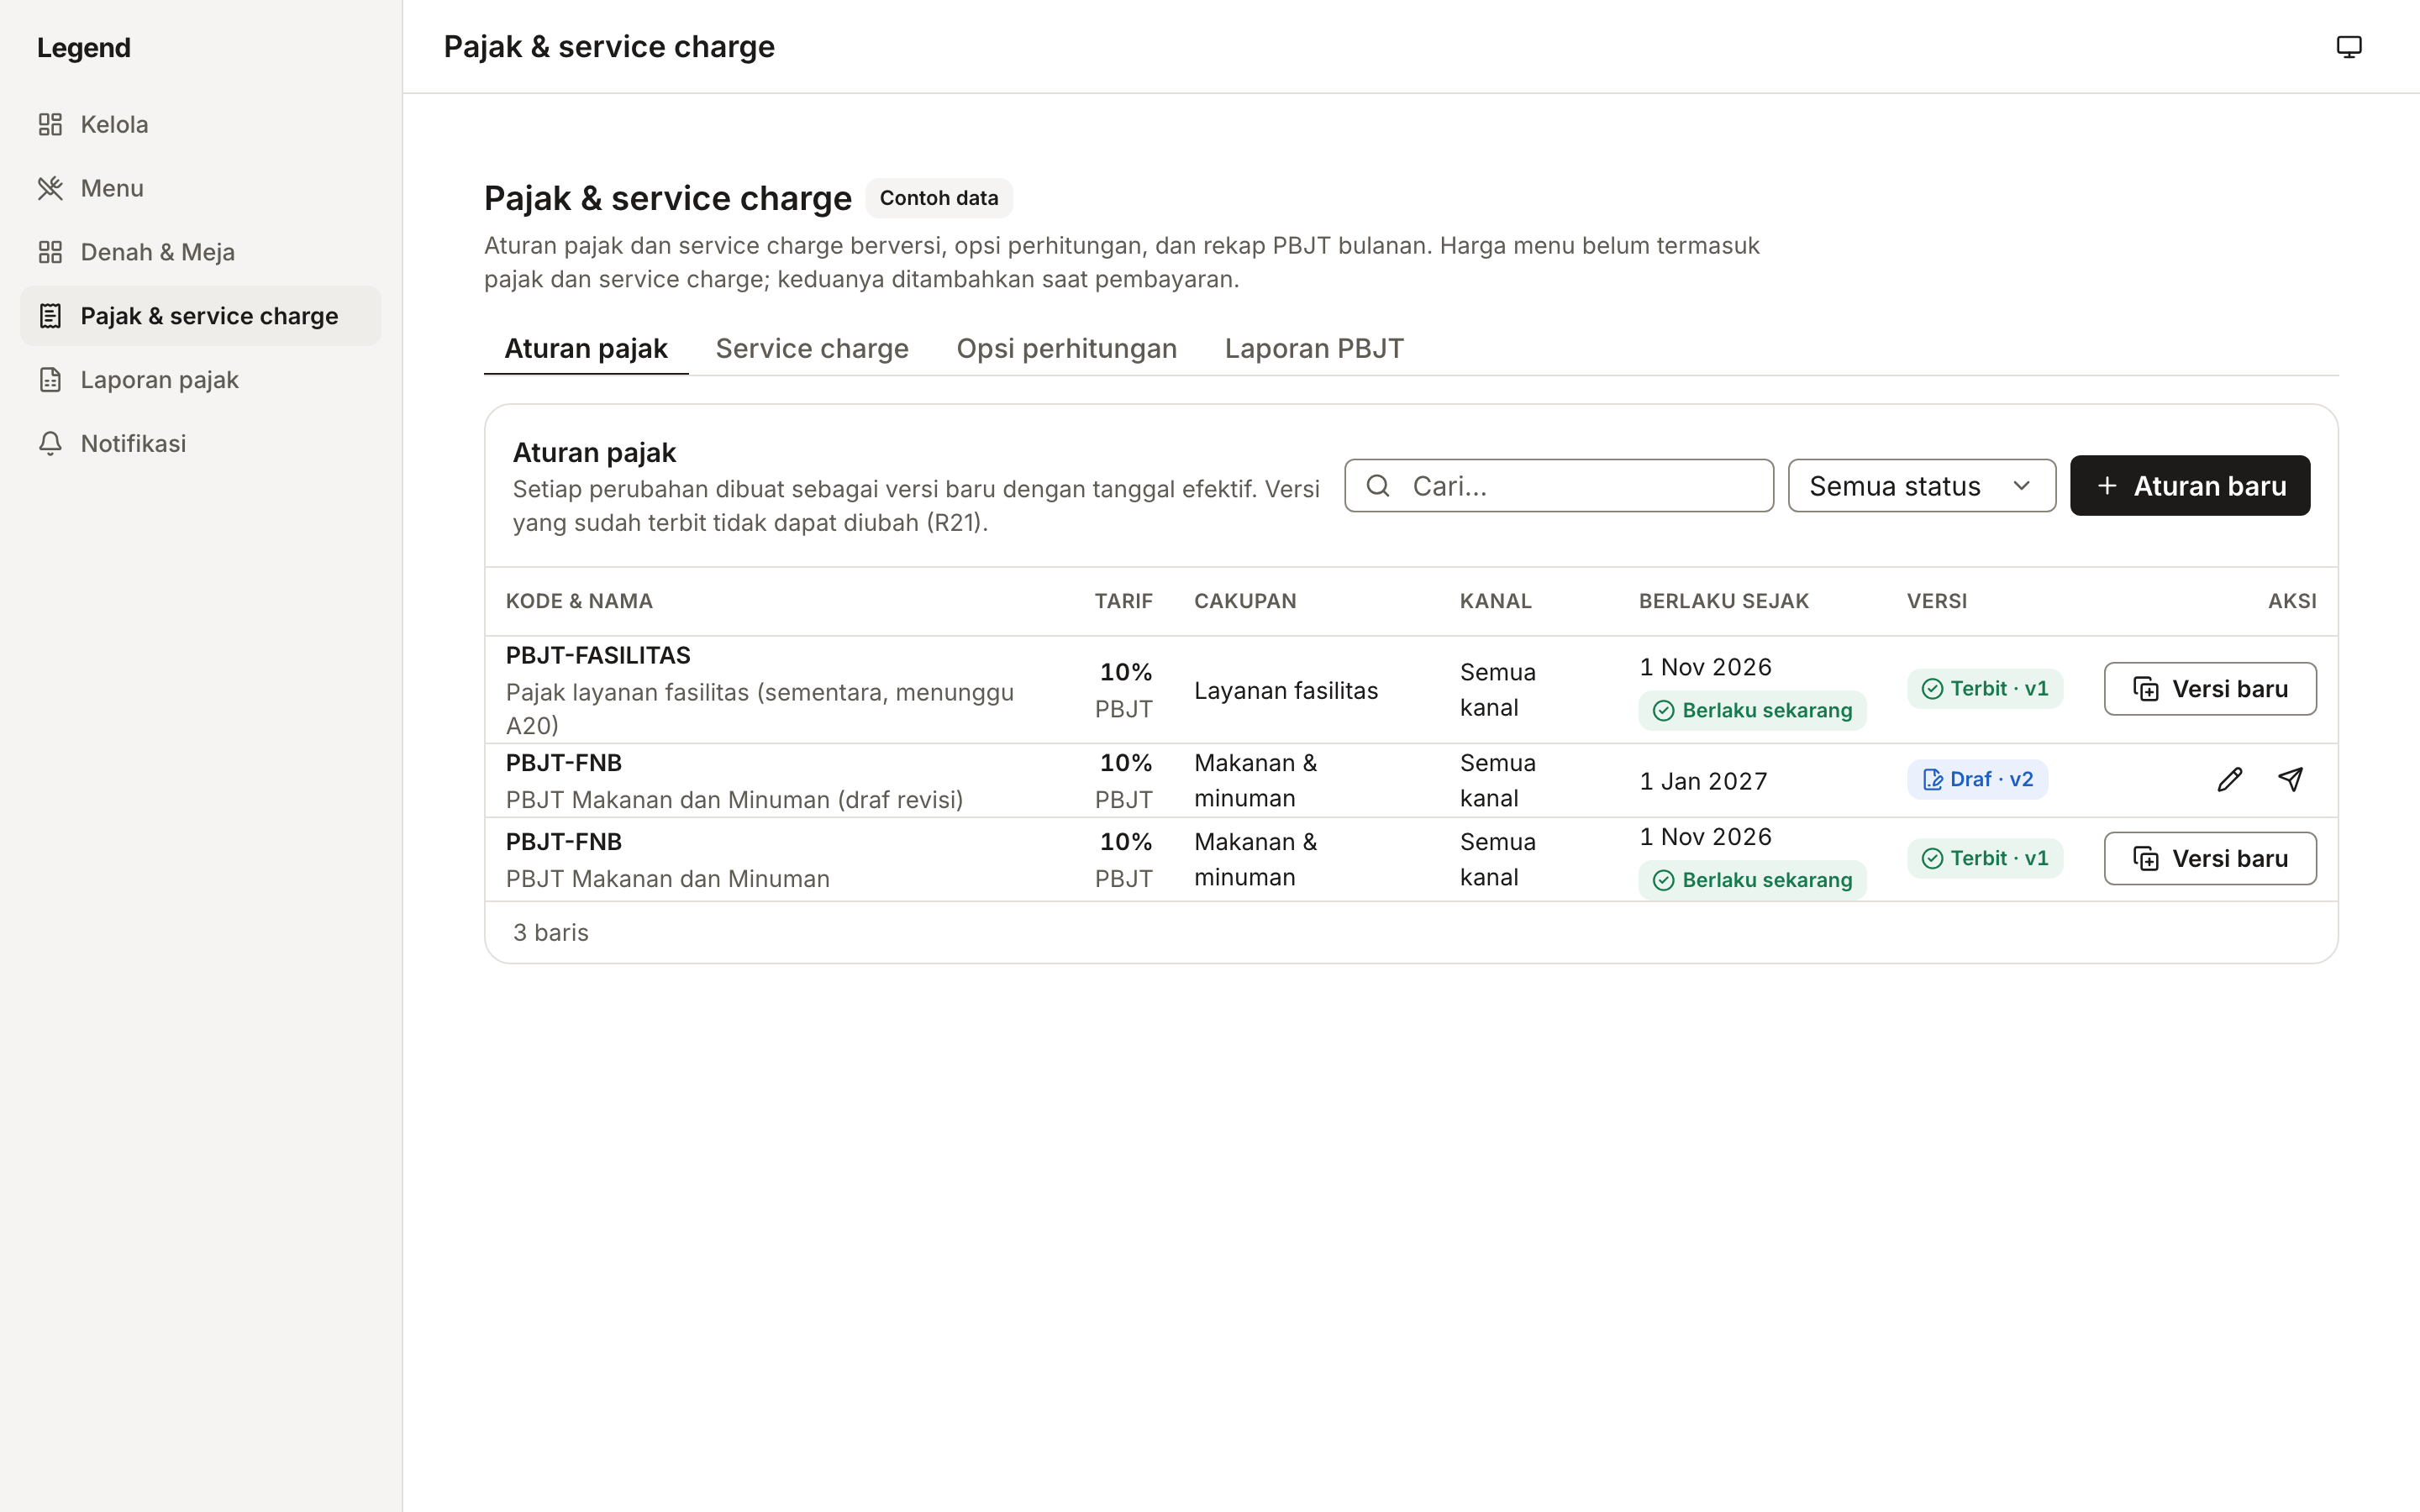 Legend
Kelola
Menu
Denah & Meja
Pajak & service charge
Laporan pajak
Notifikasi
Pajak & service charge
Pajak & service charge
Contoh data
Aturan pajak dan service charge berversi, opsi perhitungan, dan rekap PBJT bulanan. Harga menu belum termasuk
pajak dan service charge; keduanya ditambahkan saat pembayaran.
Aturan pajak
Service charge
Opsi perhitungan
Laporan PBJT
Aturan pajak
Setiap perubahan dibuat sebagai versi baru dengan tanggal efektif. Versi
yang sudah terbit tidak dapat diubah (R21).
Cari...
Semua status
Aturan baru
KODE & NAMA
TARIF
CAKUPAN
KANAL
BERLAKU SEJAK
VERSI
AKSI
PBJT-FASILITAS
Pajak layanan fasilitas (sementara, menunggu
A20)
10%
PBJT
Layanan fasilitas
Semua
kanal
1 Nov 2026
Berlaku sekarang
Terbit · v1
Versi baru
PBJT-FNB
PBJT Makanan dan Minuman (draf revisi)
10%
PBJT
Makanan &
minuman
Semua
kanal
1 Jan 2027
Draf · v2
PBJT-FNB
PBJT Makanan dan Minuman
10%
PBJT
Makanan &
minuman
Semua
kanal
1 Nov 2026
Berlaku sekarang
Terbit · v1
Versi baru
3 baris